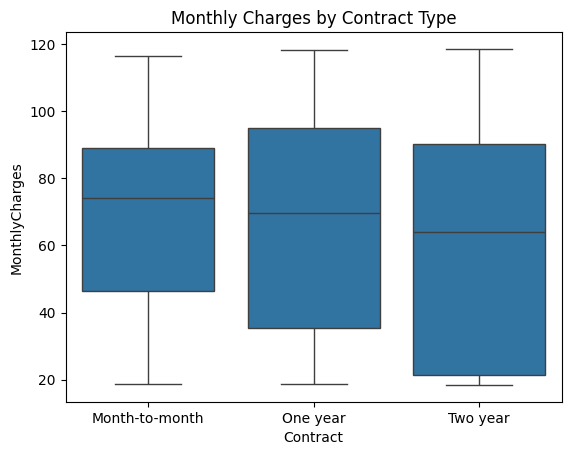 Monthly Charges by Contract Type
120
100
80
60
40
20
MonthlyCharges
Month-to-month
One year
Two year
Contract